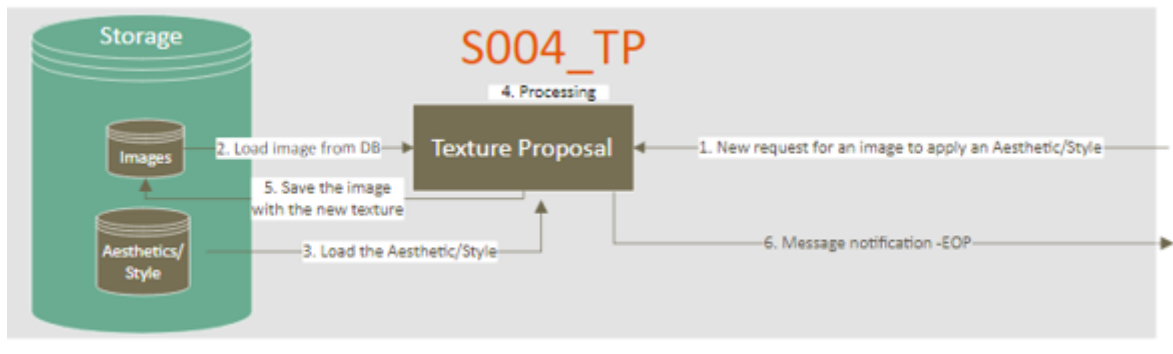 Storage
S004_TP
4. Processing
Images
2. Load image from DB
Texture Proposal
1. New request for an image to apply an Aesthetic/Style
5. Save the image
with the new texture
Aesthetics/
Style
3. Load the Aesthetic/Style
6. Message notification -EOP